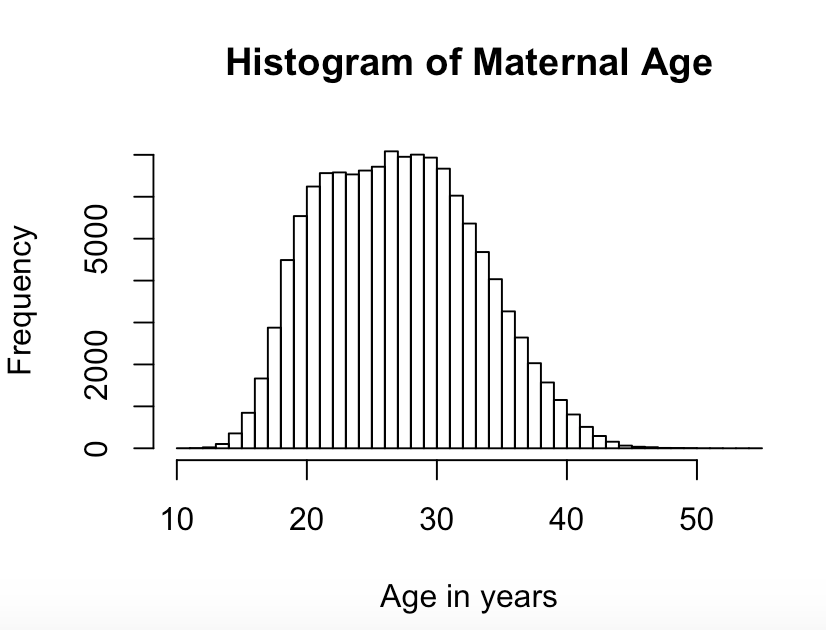 Histogram of Maternal Age
Frequency
5000
2000
0
10 20 30 40 50
Age in years